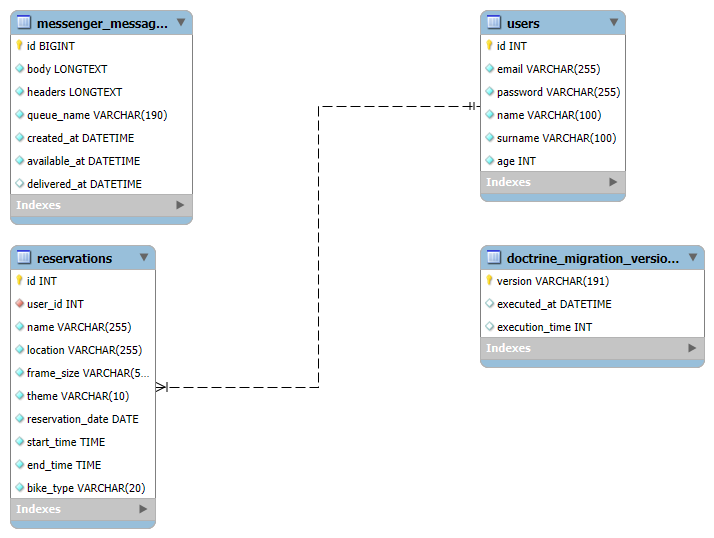 messenger_messag...
id BIGINT
body LONGTEXT
headers LONGTEXT
queue_name VARCHAR(190)
created_at DATETIME
available_at DATETIME
delivered_at DATETIME
Indexes
users
id INT
email VARCHAR(255)
password VARCHAR(255)
name VARCHAR(100)
surname VARCHAR(100)
age INT
Indexes
reservations
id INT
user_id INT
name VARCHAR(255)
location VARCHAR(255)
frame_size VARCHAR(5...
theme VARCHAR(10)
reservation_date DATE
start_time TIME
end_time TIME
bike_type VARCHAR(20)
Indexes
doctrine_migration_versio...
version VARCHAR(191)
executed_at DATETIME
execution_time INT
Indexes